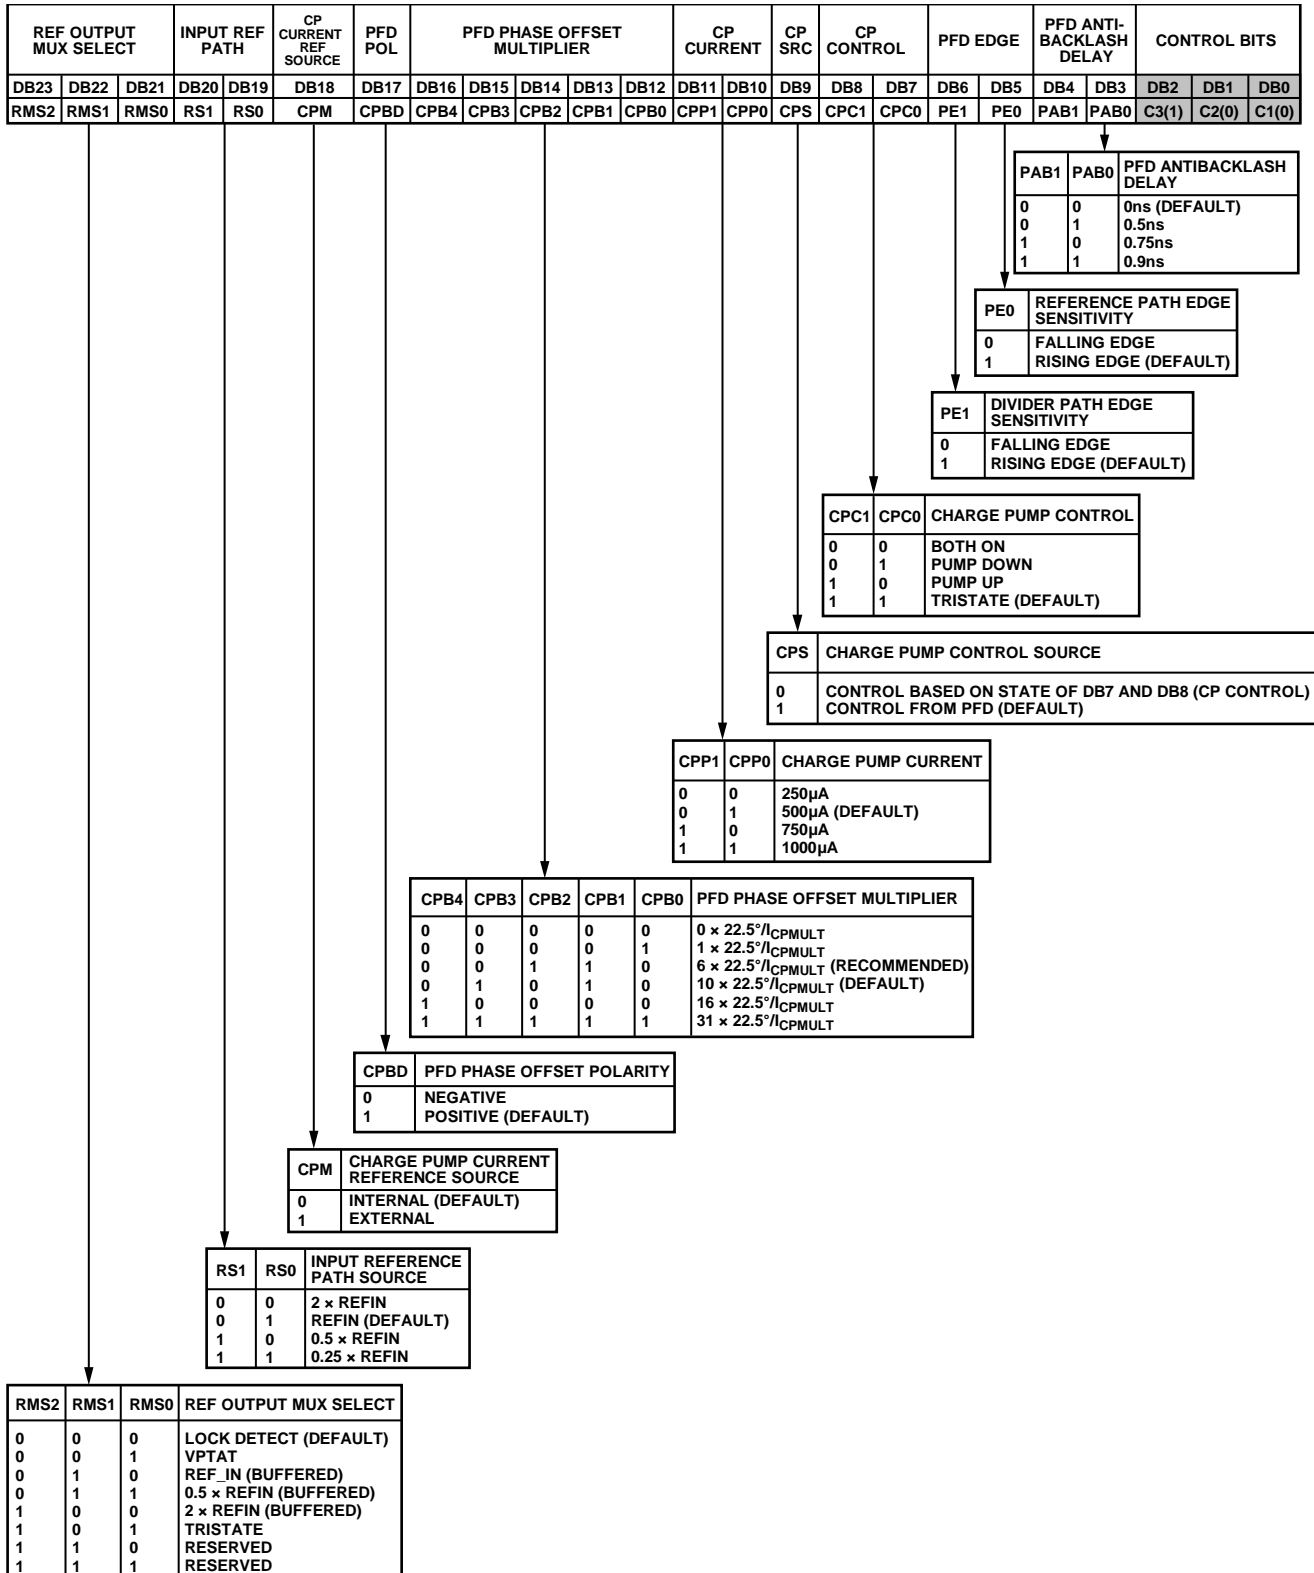 REF OUTPUT MUX SELECT INPUT REF PATH CP CURRENT REF SOURCE PFD POL PFD PHASE OFFSET MULTIPLIER CP CURRENT CP SRC CP CONTROL PFD EDGE PFD ANTI-BACKLASH DELAY CONTROL BITS
DB23 DB22 DB21 DB20 DB19 DB18 DB17 DB16 DB15 DB14 DB13 DB12 DB11 DB10 DB9 DB8 DB7 DB6 DB5 DB4 DB3 DB2 DB1 DB0
RMS2 RMS1 RMS0 RS1 RS0 CPM CPBD CPB4 CPB3 CPB2 CPB1 CPB0 CPP1 CPP0 CPS CPC1 CPC0 PE1 PE0 PAB1 PAB0 C3(1) C2(0) C1(0)
PAB1 PAB0 PFD ANTIBACKLASH DELAY
0 0 0ns (DEFAULT)
0 1 0.5ns
1 0 0.75ns
1 1 0.9ns
PE0 REFERENCE PATH EDGE SENSITIVITY
0 FALLING EDGE
1 RISING EDGE (DEFAULT)
PE1 DIVIDER PATH EDGE SENSITIVITY
0 FALLING EDGE
1 RISING EDGE (DEFAULT)
CPC1 CPC0 CHARGE PUMP CONTROL
0 0 BOTH ON
0 1 PUMP DOWN
1 0 PUMP UP
1 1 TRISTATE (DEFAULT)
CPS CHARGE PUMP CONTROL SOURCE
0 CONTROL BASED ON STATE OF DB7 AND DB8 (CP CONTROL)
1 CONTROL FROM PFD (DEFAULT)
CPP1 CPP0 CHARGE PUMP CURRENT
0 0 250µA
0 1 500µA (DEFAULT)
1 0 750µA
1 1 1000µA
CPB4 CPB3 CPB2 CPB1 CPB0 PFD PHASE OFFSET MULTIPLIER
0 0 0 0 0 0 × 22.5°/ICPMULT
0 0 0 0 1 1 × 22.5°/ICPMULT
0 0 1 1 0 6 × 22.5°/ICPMULT (RECOMMENDED)
0 1 0 1 0 10 × 22.5°/ICPMULT (DEFAULT)
1 0 0 0 0 16 × 22.5°/ICPMULT
1 1 1 1 1 31 × 22.5°/ICPMULT
CPBD PFD PHASE OFFSET POLARITY
0 NEGATIVE
1 POSITIVE (DEFAULT)
CPM CHARGE PUMP CURRENT REFERENCE SOURCE
0 INTERNAL (DEFAULT)
1 EXTERNAL
RS1 RS0 INPUT REFERENCE PATH SOURCE
0 0 2 × REFIN
0 1 REFIN (DEFAULT)
1 0 0.5 × REFIN
1 1 0.25 × REFIN
RMS2 RMS1 RMS0 REF OUTPUT MUX SELECT
0 0 0 LOCK DETECT (DEFAULT)
0 0 1 VPTAT
0 1 0 REF_IN (BUFFERED)
0 1 1 0.5 × REFIN (BUFFERED)
1 0 0 2 × REFIN (BUFFERED)
1 0 1 TRISTATE
1 1 0 RESERVED
1 1 1 RESERVED